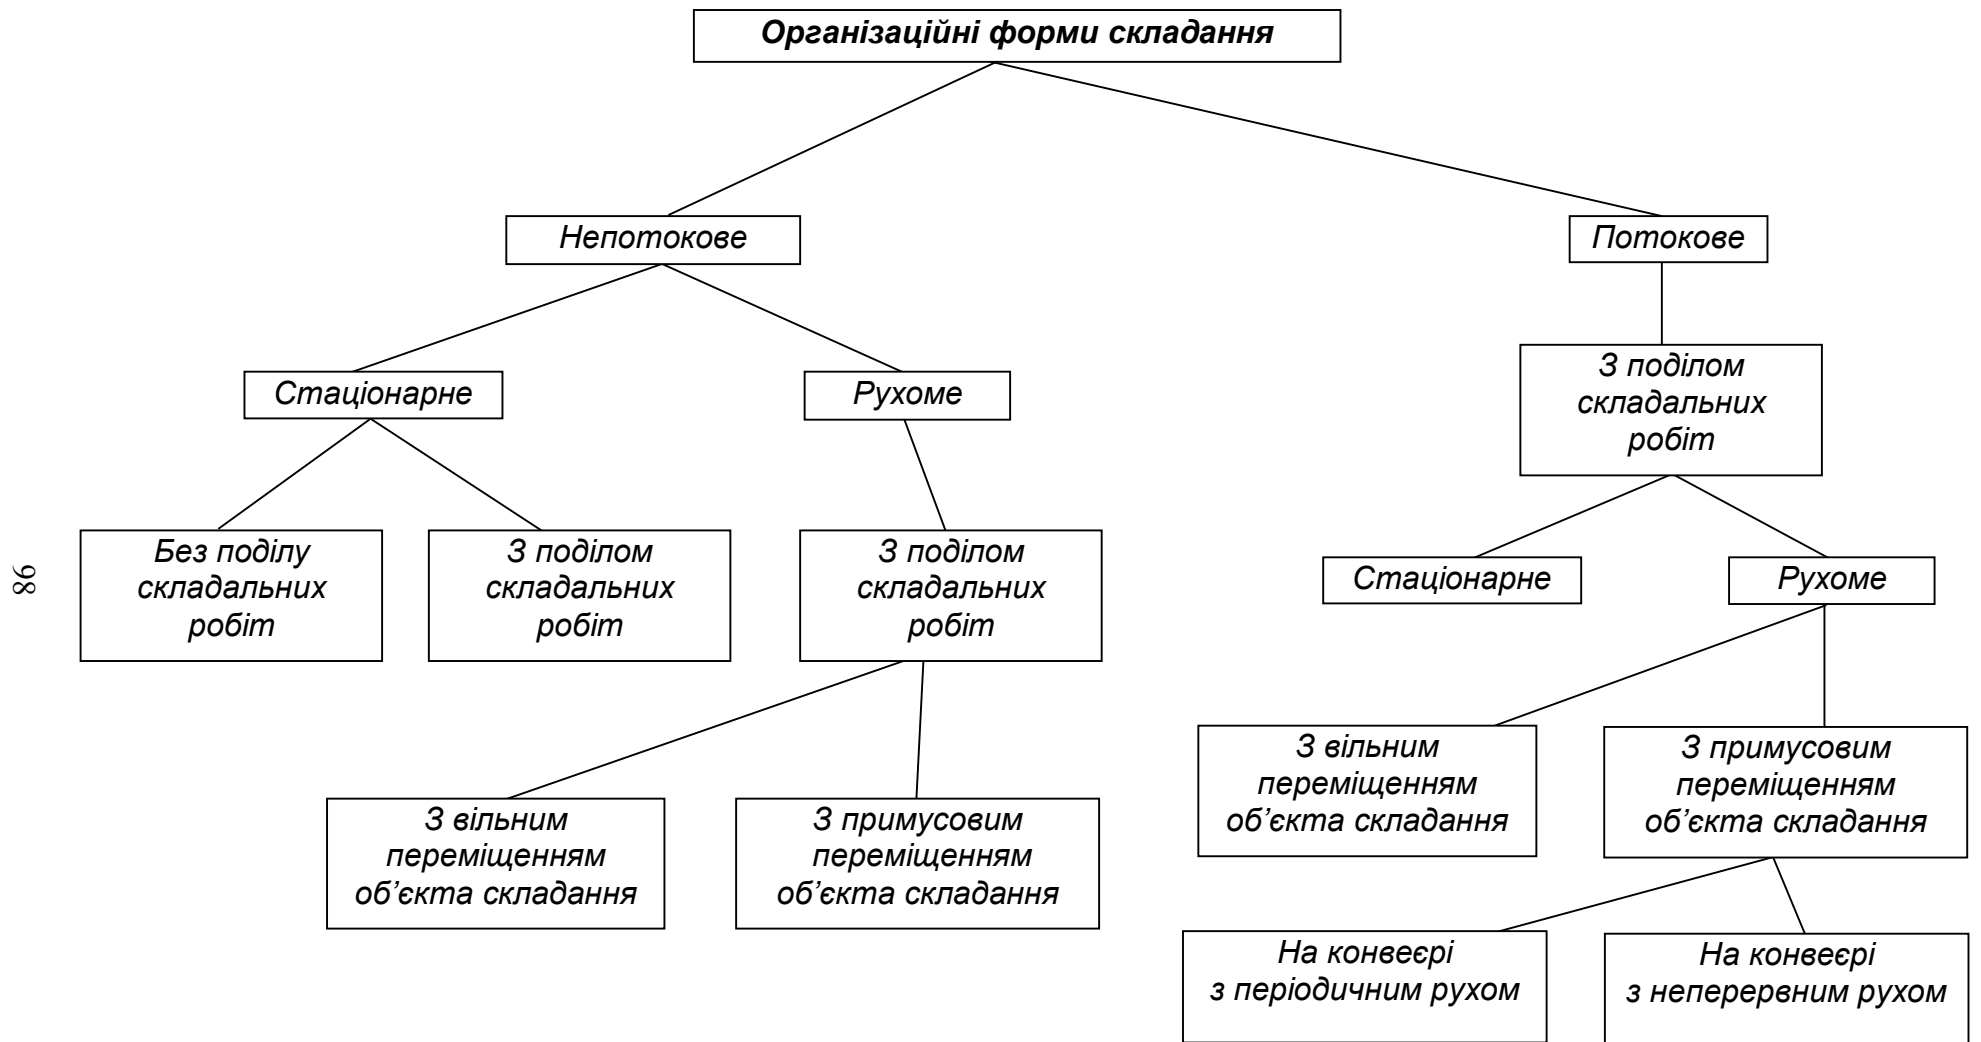 Організаційні форми складання
Непотокове
Потокове
Стаціонарне
Рухоме
З поділом
складальних
робіт
Без поділу
складальних
робіт
З поділом
складальних
робіт
З поділом
складальних
робіт
Стаціонарне
Рухоме
З вільним
переміщенням
об’єкта складання
З примусовим
переміщенням
об’єкта складання
З вільним
переміщенням
об’єкта складання
З примусовим
переміщенням
об’єкта складання
На конвеєрі
з періодичним рухом
На конвеєрі
з неперервним рухом
98